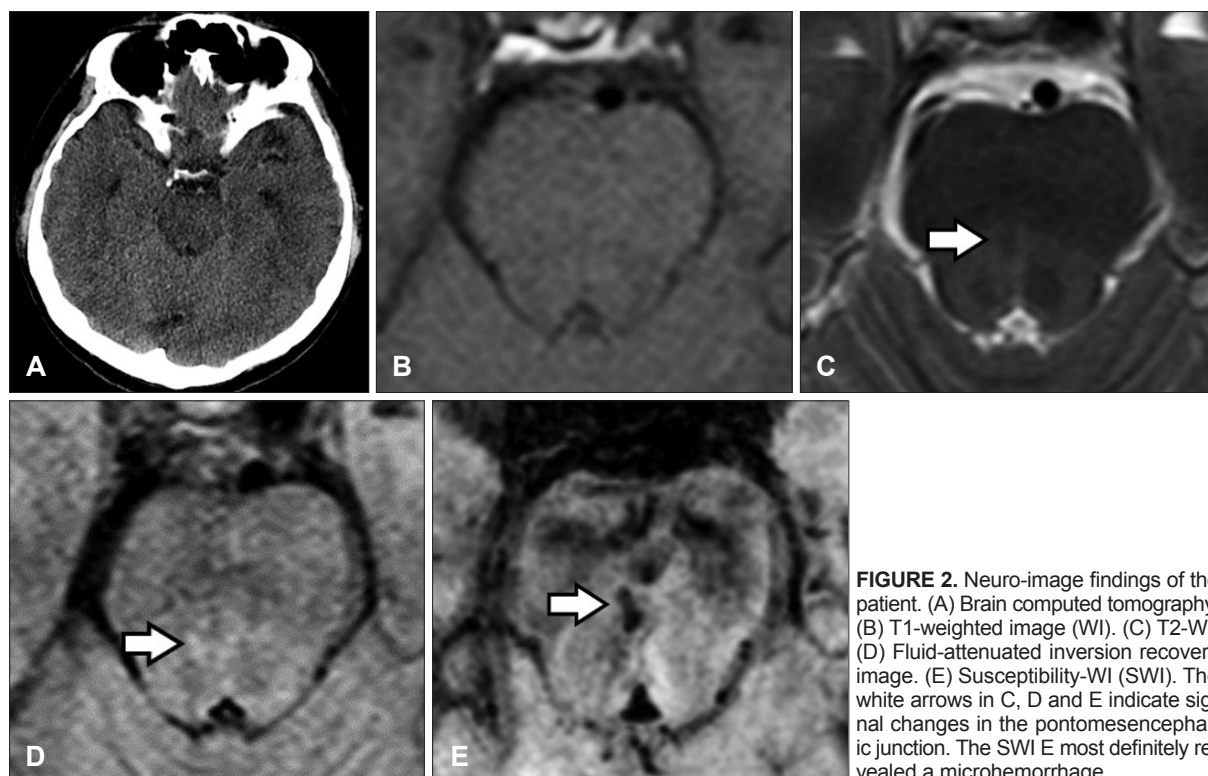 A
B
C
D
E
FIGURE 2. Neuro-image findings of the
patient. (A) Brain computed tomography
(B) T1-weighted image (WI). (C) T2-W
(D) Fluid-attenuated inversion recover
image. (E) Susceptibility-WI (SWI). The
white arrows in C, D and E indicate sig
nal changes in the pontomesencepha
ic junction. The SWI E most definitely re
vealed a microhemorrhage